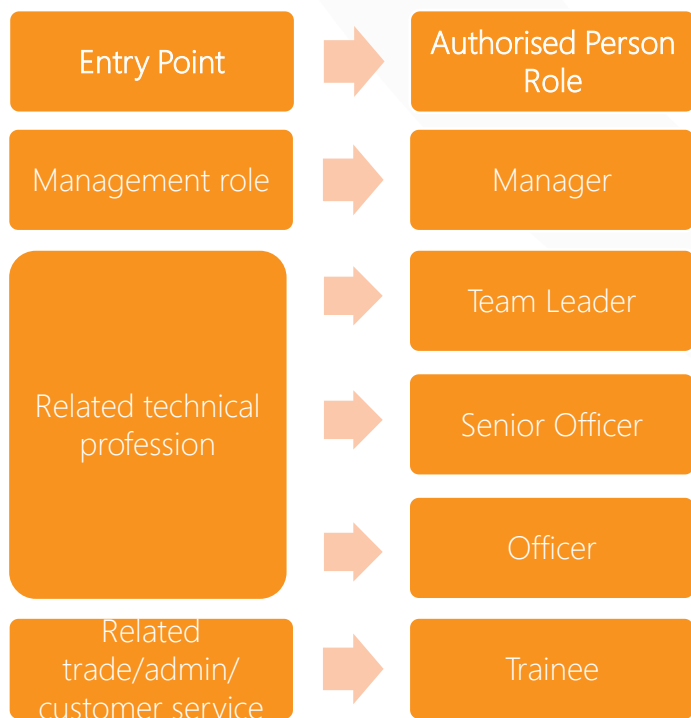 Entry Point
Authorised Person
Role
Management role
Manager
Related technical
profession
Team Leader
Senior Officer
Officer
Related
trade/admin/
customer service
Trainee